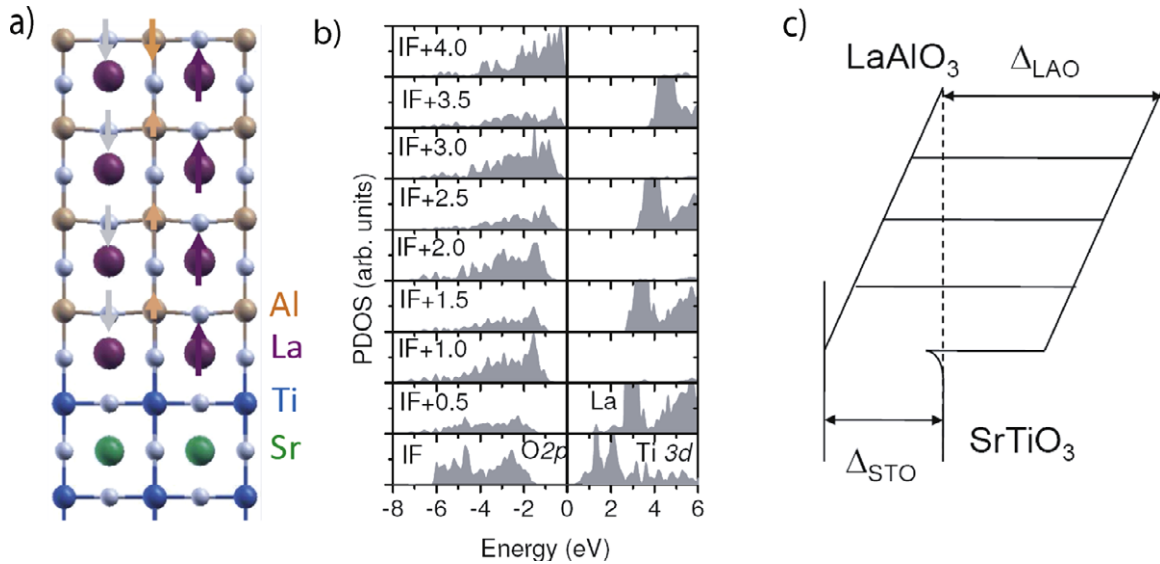 a)
Al
La
Ti
Sr
b)
PDOS (arb. units)
IF+4.0
IF+3.5
IF+3.0
IF+2.5
IF+2.0
IF+1.5
IF+1.0
IF+0.5 La
IF O2p Ti 3d
-8 -6 -4 -2 0 2 4 6
Energy (eV)
c)
LaAlO₃ Δ_LAO
SrTiO₃
Δ_STO